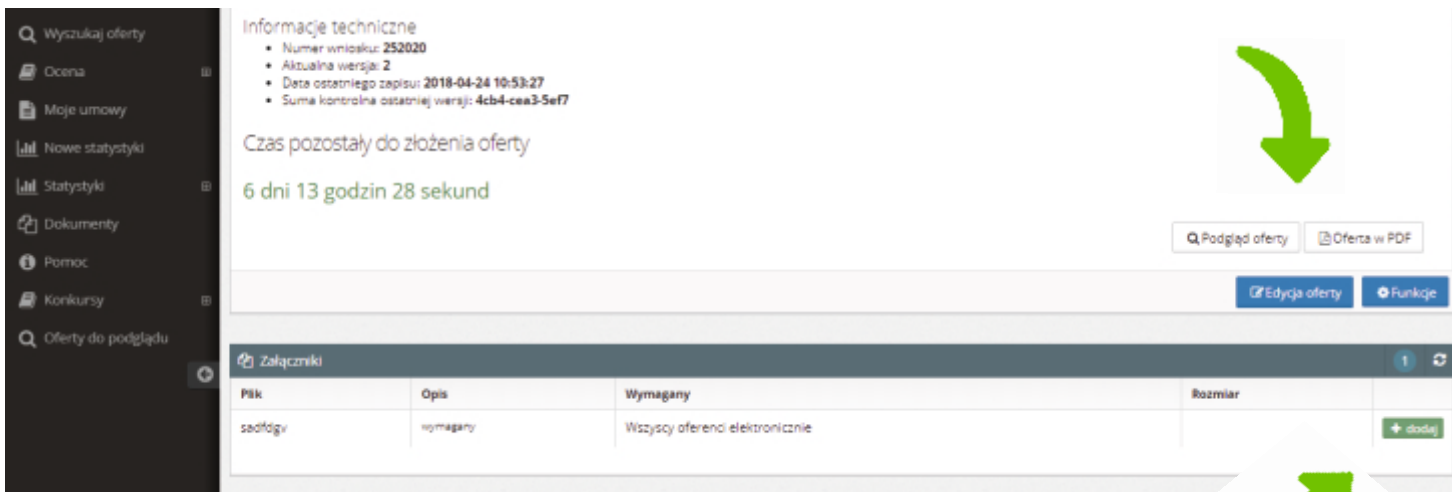 Wyszukaj oferty
Ocena
Moje umowy
Nowe statystyki
Statystyki
Dokumenty
Pomoc
Konkursy
Oferty do podglądu
Informacje techniczne
Numer wniosku: 252020
Aktualna wersja: 2
Data ostatniego zapisu: 2018-04-24 10:53:27
Suma kontrolna ostatniej wersji: 4cb4-cea3-5ef7
Czas pozostały do złożenia oferty
6 dni 13 godzin 28 sekund
Podgląd oferty Oferta w PDF
Edycja oferty Funkcje
Załączniki 1
Plik Opis Wymagany Rozmiar
sadfdgv wymagany Wszyscy oferenci elektronicznie + dodaj